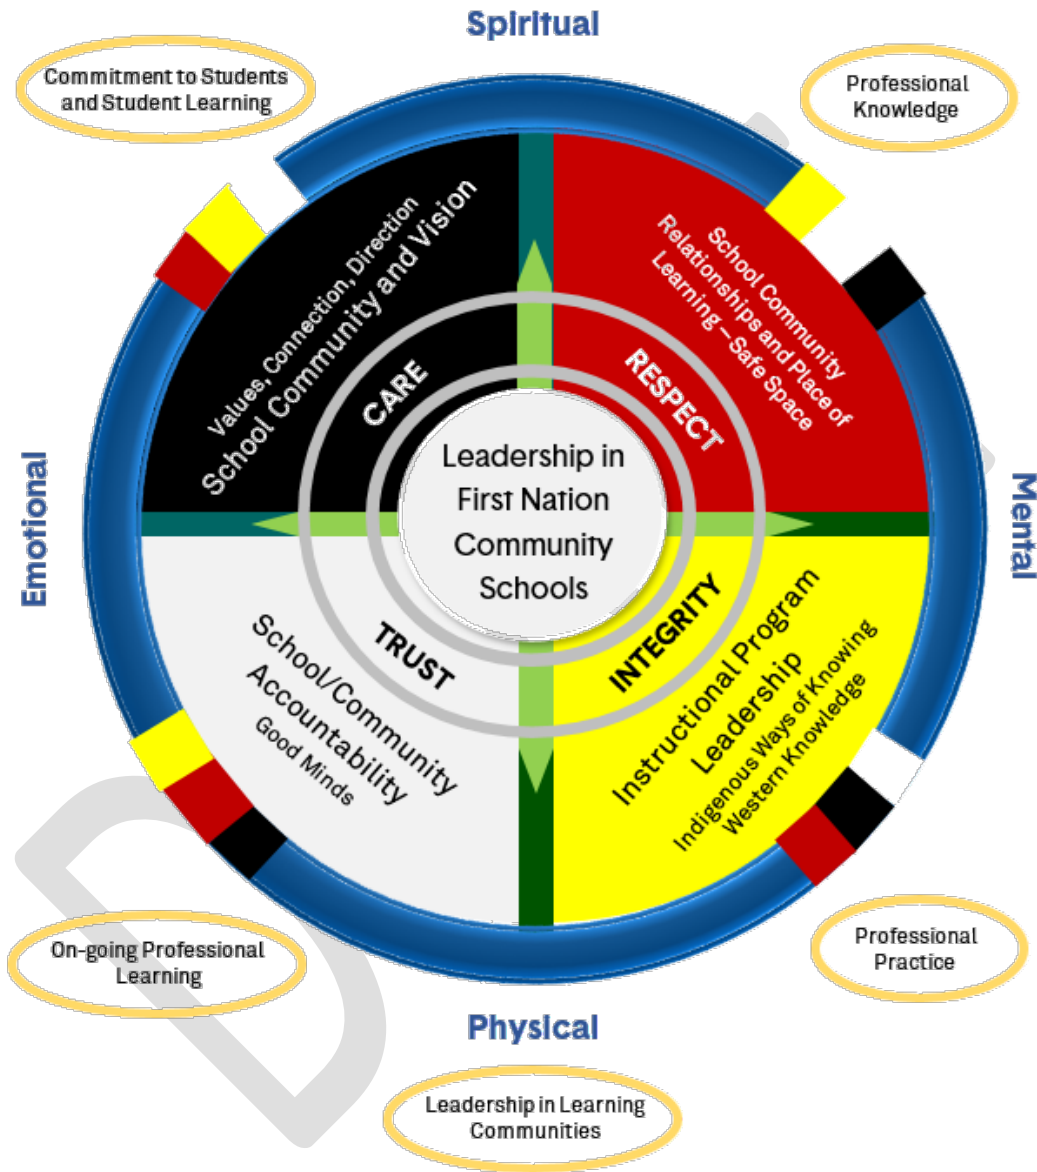 Spiritual
Commitment to Students
and Student Learning
Professional
Knowledge
Values, Connection, Direction
School Community and Vision
CARE
School Community
Relationships and Place of
Learning – Safe Space
RESPECT
Leadership in
First Nation
Community
Schools
Emotional
Mental
TRUST
School/Community
Accountability
Good Minds
INTEGRITY
Instructional Program
Leadership
Indigenous Ways of Knowing
Western Knowledge
On-going Professional
Learning
Professional
Practice
Physical
Leadership in Learning
Communities